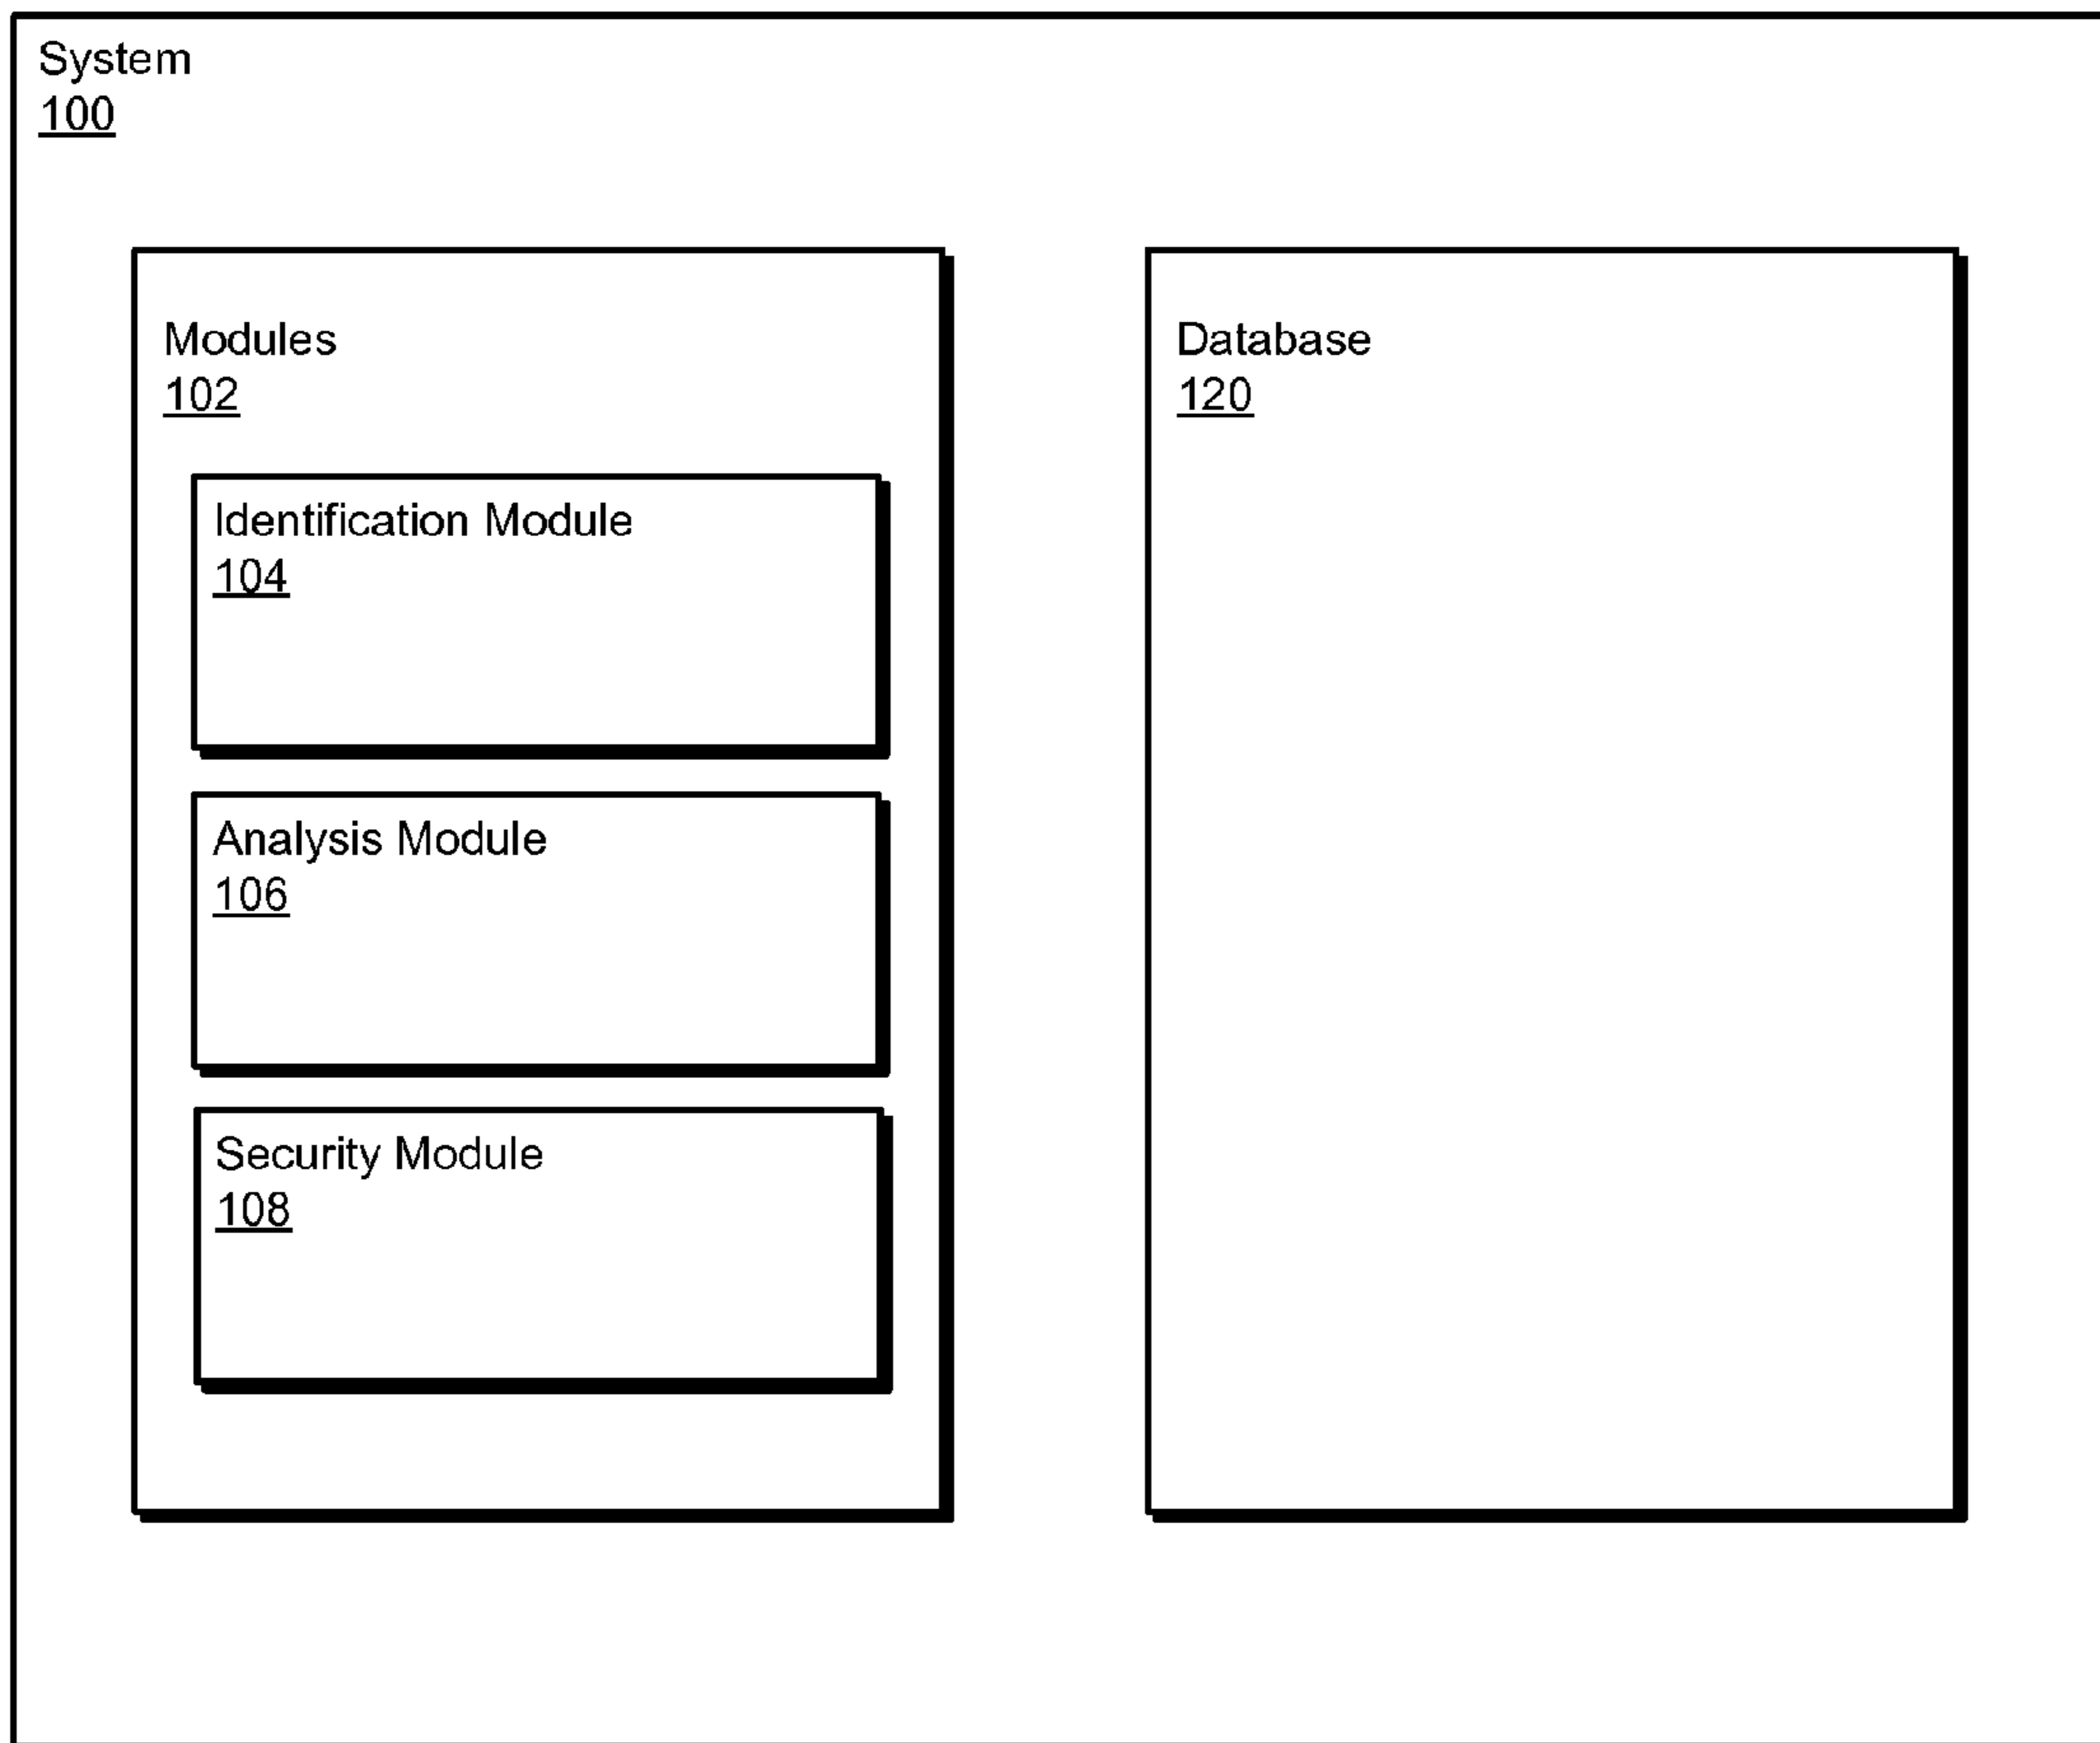 System
100
Modules
102
Identification Module
104
Analysis Module
106
Security Module
108
Database
120